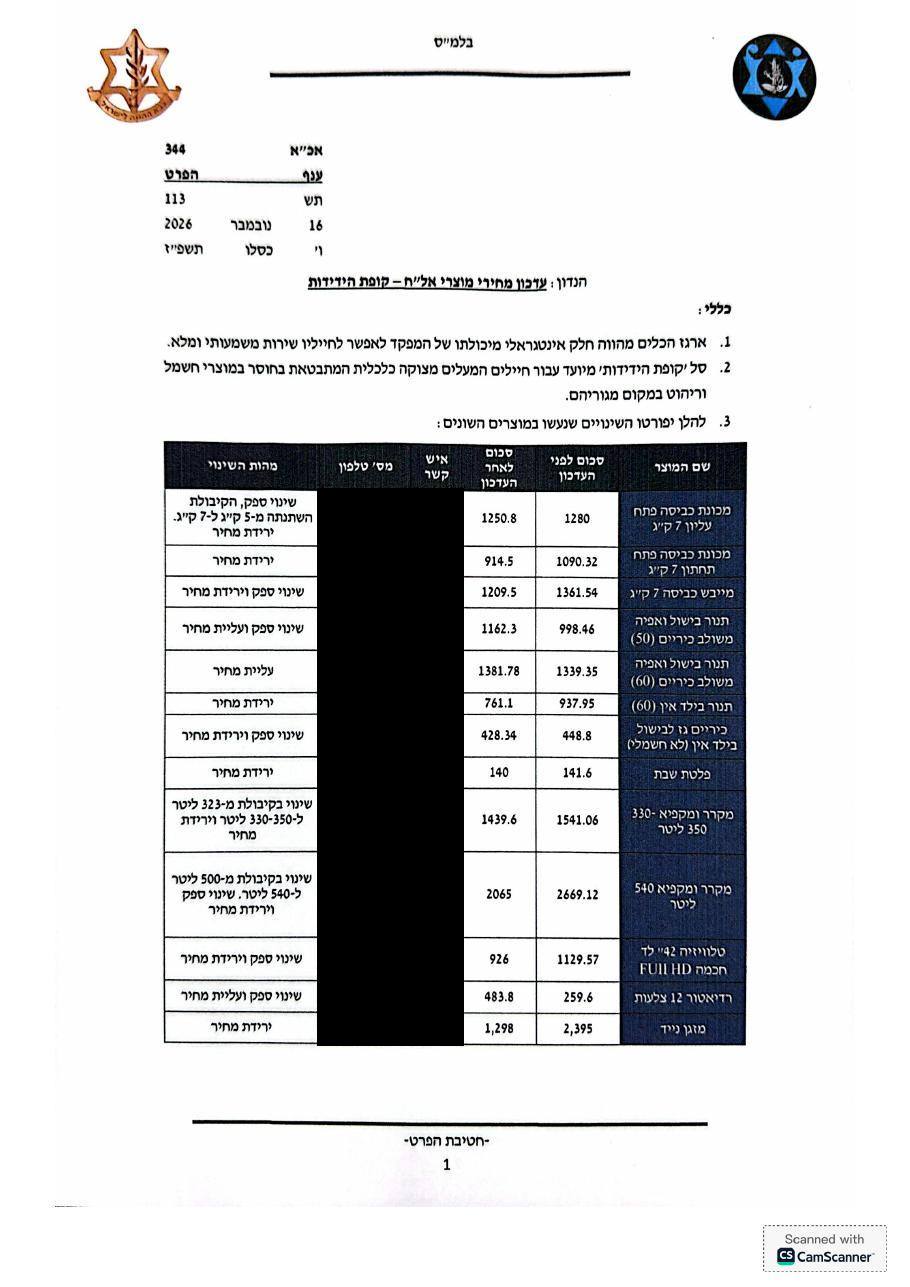 בלמ"ס
צבא ההגנה לישראל
אכ"א 344
ענף הפרט
תש 113
16 נובמבר 2026
ו' כסלו תשפ"ז
הנדון: עדכון מחירי מוצרי אל"ח – קופת הידידות
כללי:
1. ארגז הכלים מהווה חלק אינטגראלי מיכולתו של המפקד לאפשר לחייליו שירות משמעותי ומלא.
2. סל 'קופת הידידות' מיועד עבור חיילים המעלים מצוקה כלכלית המתבטאת בחוסר במוצרי חשמל
וריהוט במקום מגוריהם.
3. להלן יפורטו השינויים שנעשו במוצרים השונים:
שם המוצר סכום לפני העדכון סכום לאחר העדכון איש קשר מס' טלפון מהות השינוי
מכונת כביסה פתח עליון 7 ק"ג 1280 1250.8 שינוי ספק, הקיבולת השתנתה מ-5 ק"ג ל-7 ק"ג. ירידת מחיר
מכונת כביסה פתח תחתון 7 ק"ג 1090.32 914.5 ירידת מחיר
מייבש כביסה 7 ק"ג 1361.54 1209.5 שינוי ספק וירידת מחיר
תנור בישול ואפיה משולב כיריים (50) 998.46 1162.3 שינוי ספק ועליית מחיר
תנור בישול ואפיה משולב כיריים (60) 1339.35 1381.78 עליית מחיר
תנור בילד אין (60) 937.95 761.1 ירידת מחיר
כיריים גז לבישול בילד אין (לא חשמלי) 448.8 428.34 שינוי ספק וירידת מחיר
פלטת שבת 141.6 140 ירידת מחיר
מקרר ומקפיא 330-350 ליטר 1541.06 1439.6 שינוי בקיבולת מ-323 ליטר ל-330-350 ליטר וירידת מחיר
מקרר ומקפיא 540 ליטר 2669.12 2065 שינוי בקיבולת מ-500 ליטר ל-540 ליטר. שינוי ספק וירידת מחיר
טלוויזיה 42" לד חכמה FUll HD 1129.57 926 שינוי ספק וירידת מחיר
רדיאטור 12 צלעות 259.6 483.8 שינוי ספק ועליית מחיר
מזגן נייד 2,395 1,298 ירידת מחיר
-חטיבת הפרט-
1
Scanned with
CS CamScanner